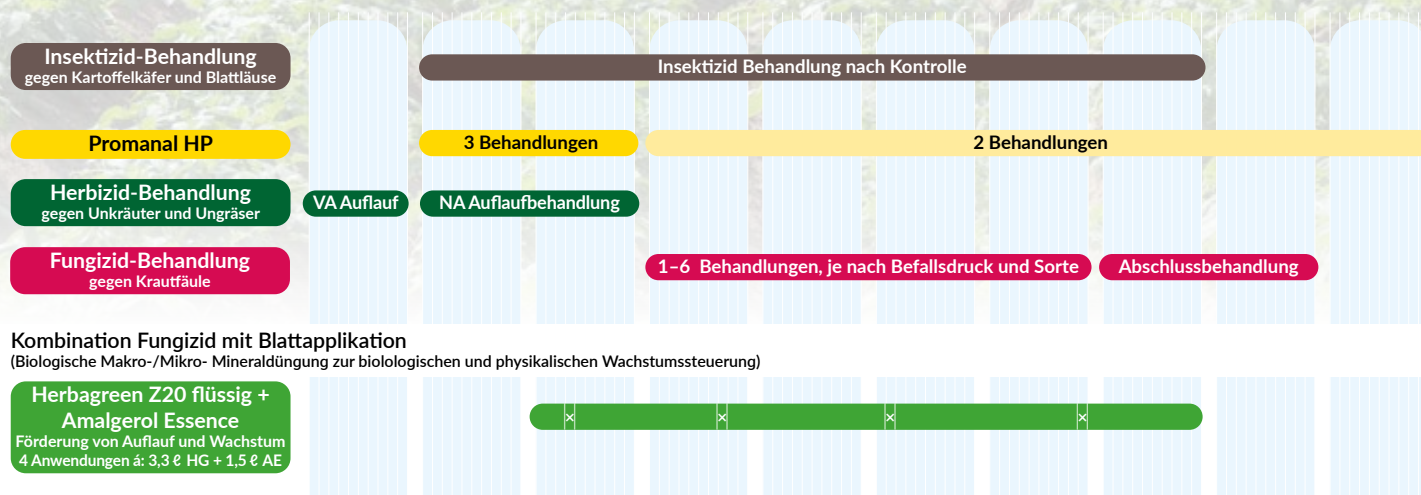 Insektizid-Behandlung
gegen Kartoffelkäfer und Blattläuse
Insektizid Behandlung nach Kontrolle
Promanal HP
3 Behandlungen
2 Behandlungen
Herbizid-Behandlung
gegen Unkräuter und Ungräser
VA Auflauf
NA Auflaufbehandlung
Fungizid-Behandlung
gegen Krautfäule
1–6 Behandlungen, je nach Befallsdruck und Sorte
Abschlussbehandlung
Kombination Fungizid mit Blattapplikation
(Biologische Makro-/Mikro- Mineraldüngung zur biolologischen und physikalischen Wachstumssteuerung)
Herbagreen Z20 flüssig +
Amalgerol Essence
Förderung von Auflauf und Wachstum
4 Anwendungen á: 3,3 ℓ HG + 1,5 ℓ AE
× × × ×